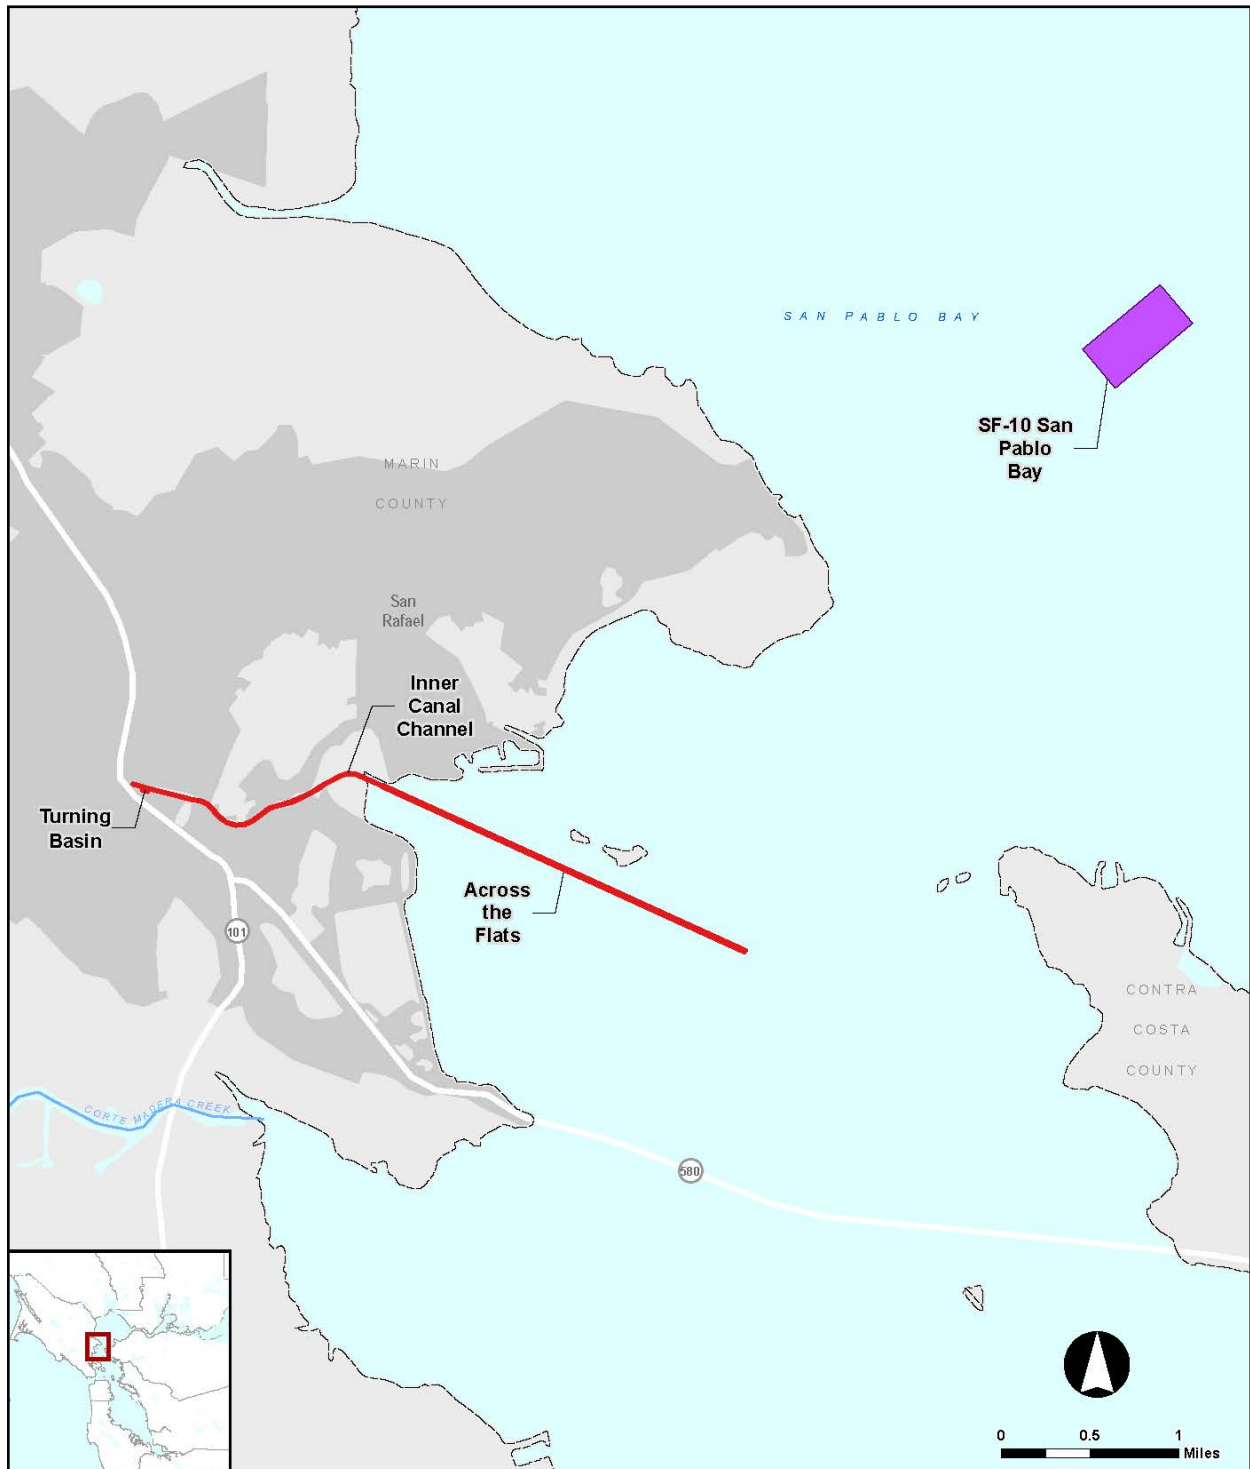 SAN PABLO BAY
SF-10 San
Pablo
Bay
MARIN
COUNTY
San
Rafael
Inner
Canal
Channel
Turning
Basin
Across
the
Flats
101
CONTRA
COSTA
COUNTY
CORTE MADERA CREEK
580
0 0.5 1
Miles